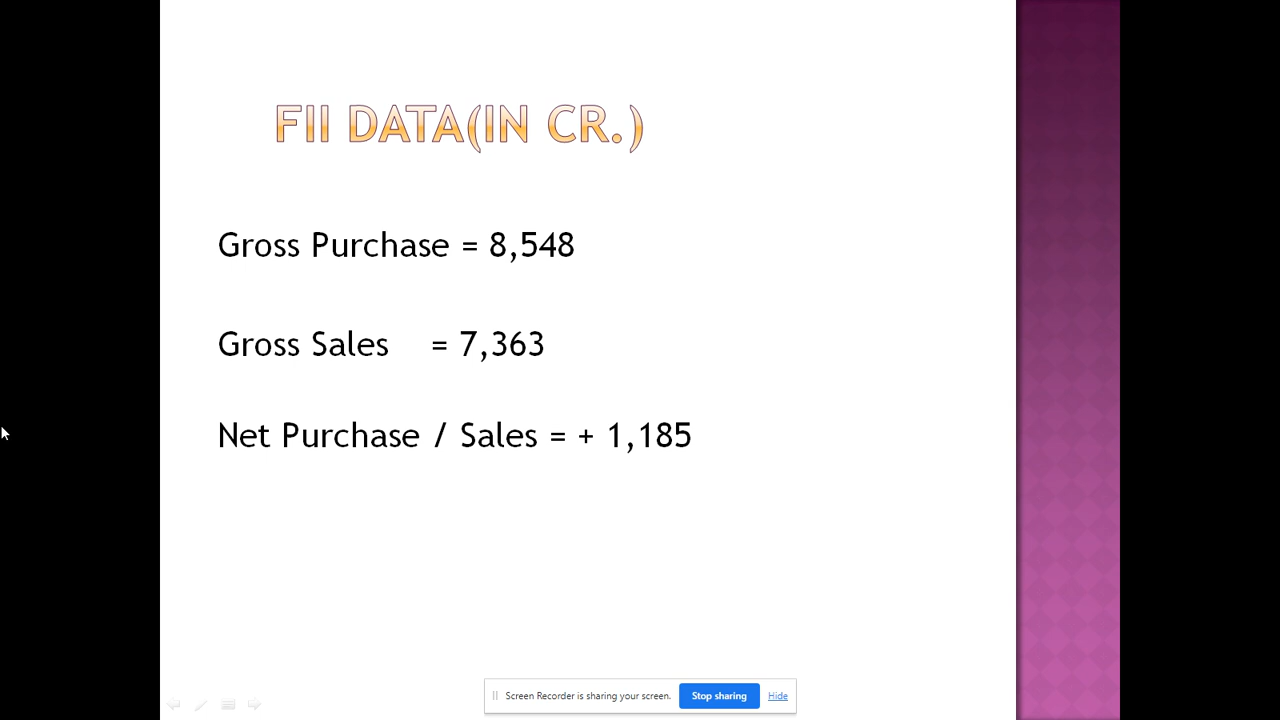 FII DATA(IN CR.)
Gross Purchase = 8,548
Gross Sales = 7,363
Net Purchase / Sales = + 1,185
Screen Recorder is sharing your screen. Stop sharing Hide